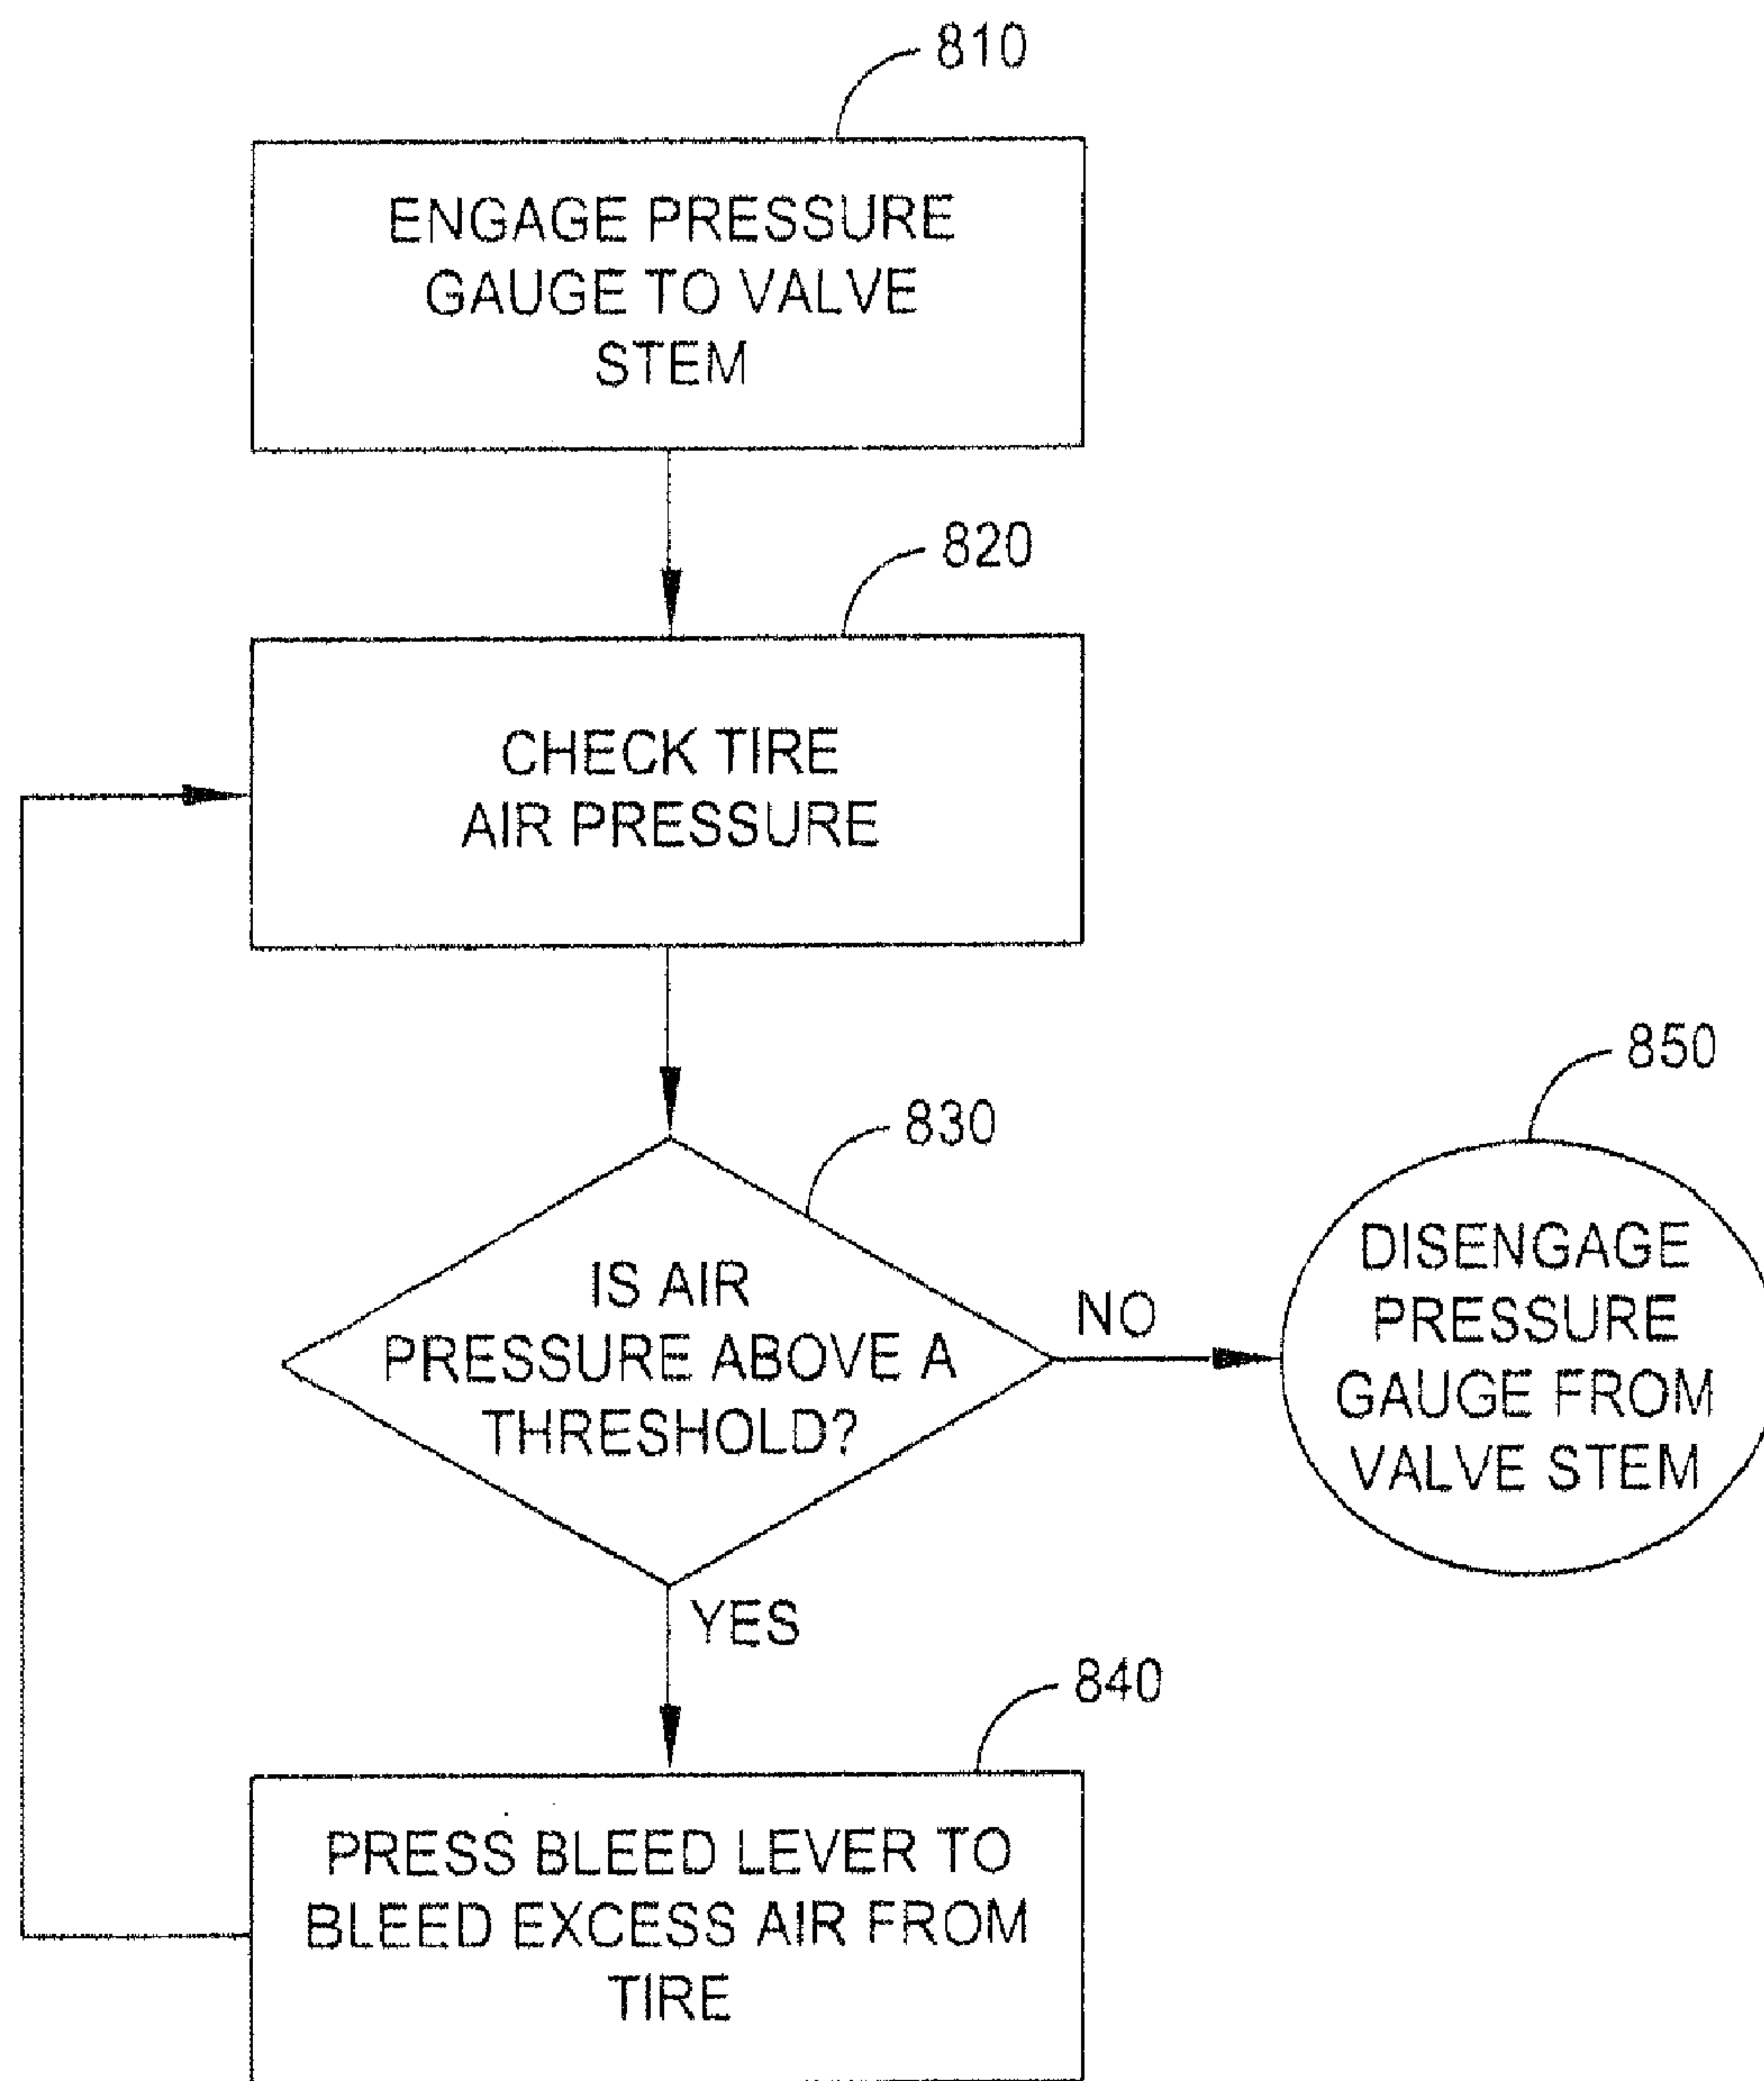 810
ENGAGE PRESSURE
GAUGE TO VALVE
STEM
820
CHECK TIRE
AIR PRESSURE
830
IS AIR
PRESSURE ABOVE A
THRESHOLD?
NO
850
DISENGAGE
PRESSURE
GAUGE FROM
VALVE STEM
YES
840
PRESS BLEED LEVER TO
BLEED EXCESS AIR FROM
TIRE